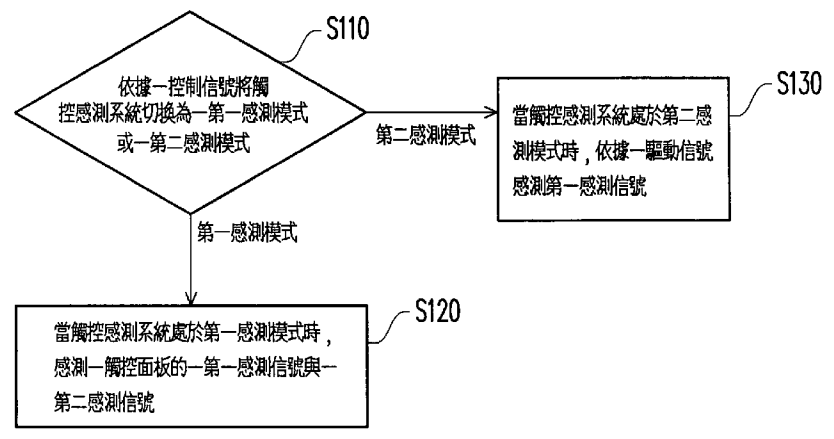 S110
依據一控制信號將觸
控感測系統切換為一第一感測模式
或一第二感測模式
第二感測模式
S130
當觸控感測系統處於第二感
測模式時，依據一驅動信號
感測第一感測信號
第一感測模式
S120
當觸控感測系統處於第一感測模式時，
感測一觸控面板的一第一感測信號與一
第二感測信號